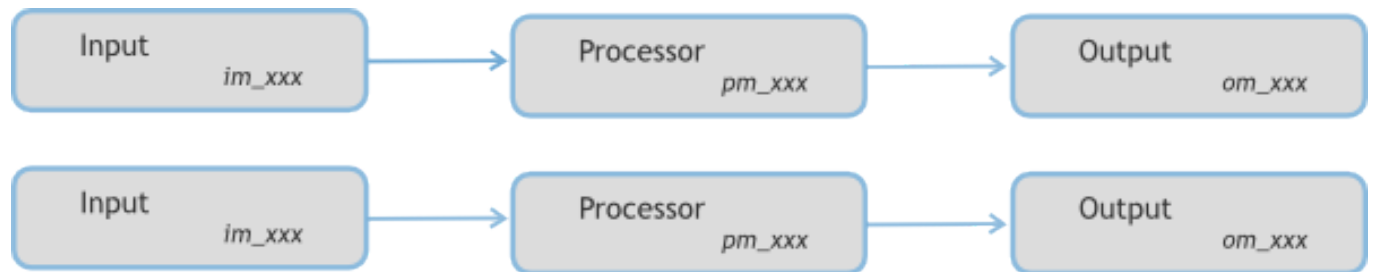 Input
im_xxx
Processor
pm_xxx
Output
om_xxx
Input
im_xxx
Processor
pm_xxx
Output
om_xxx